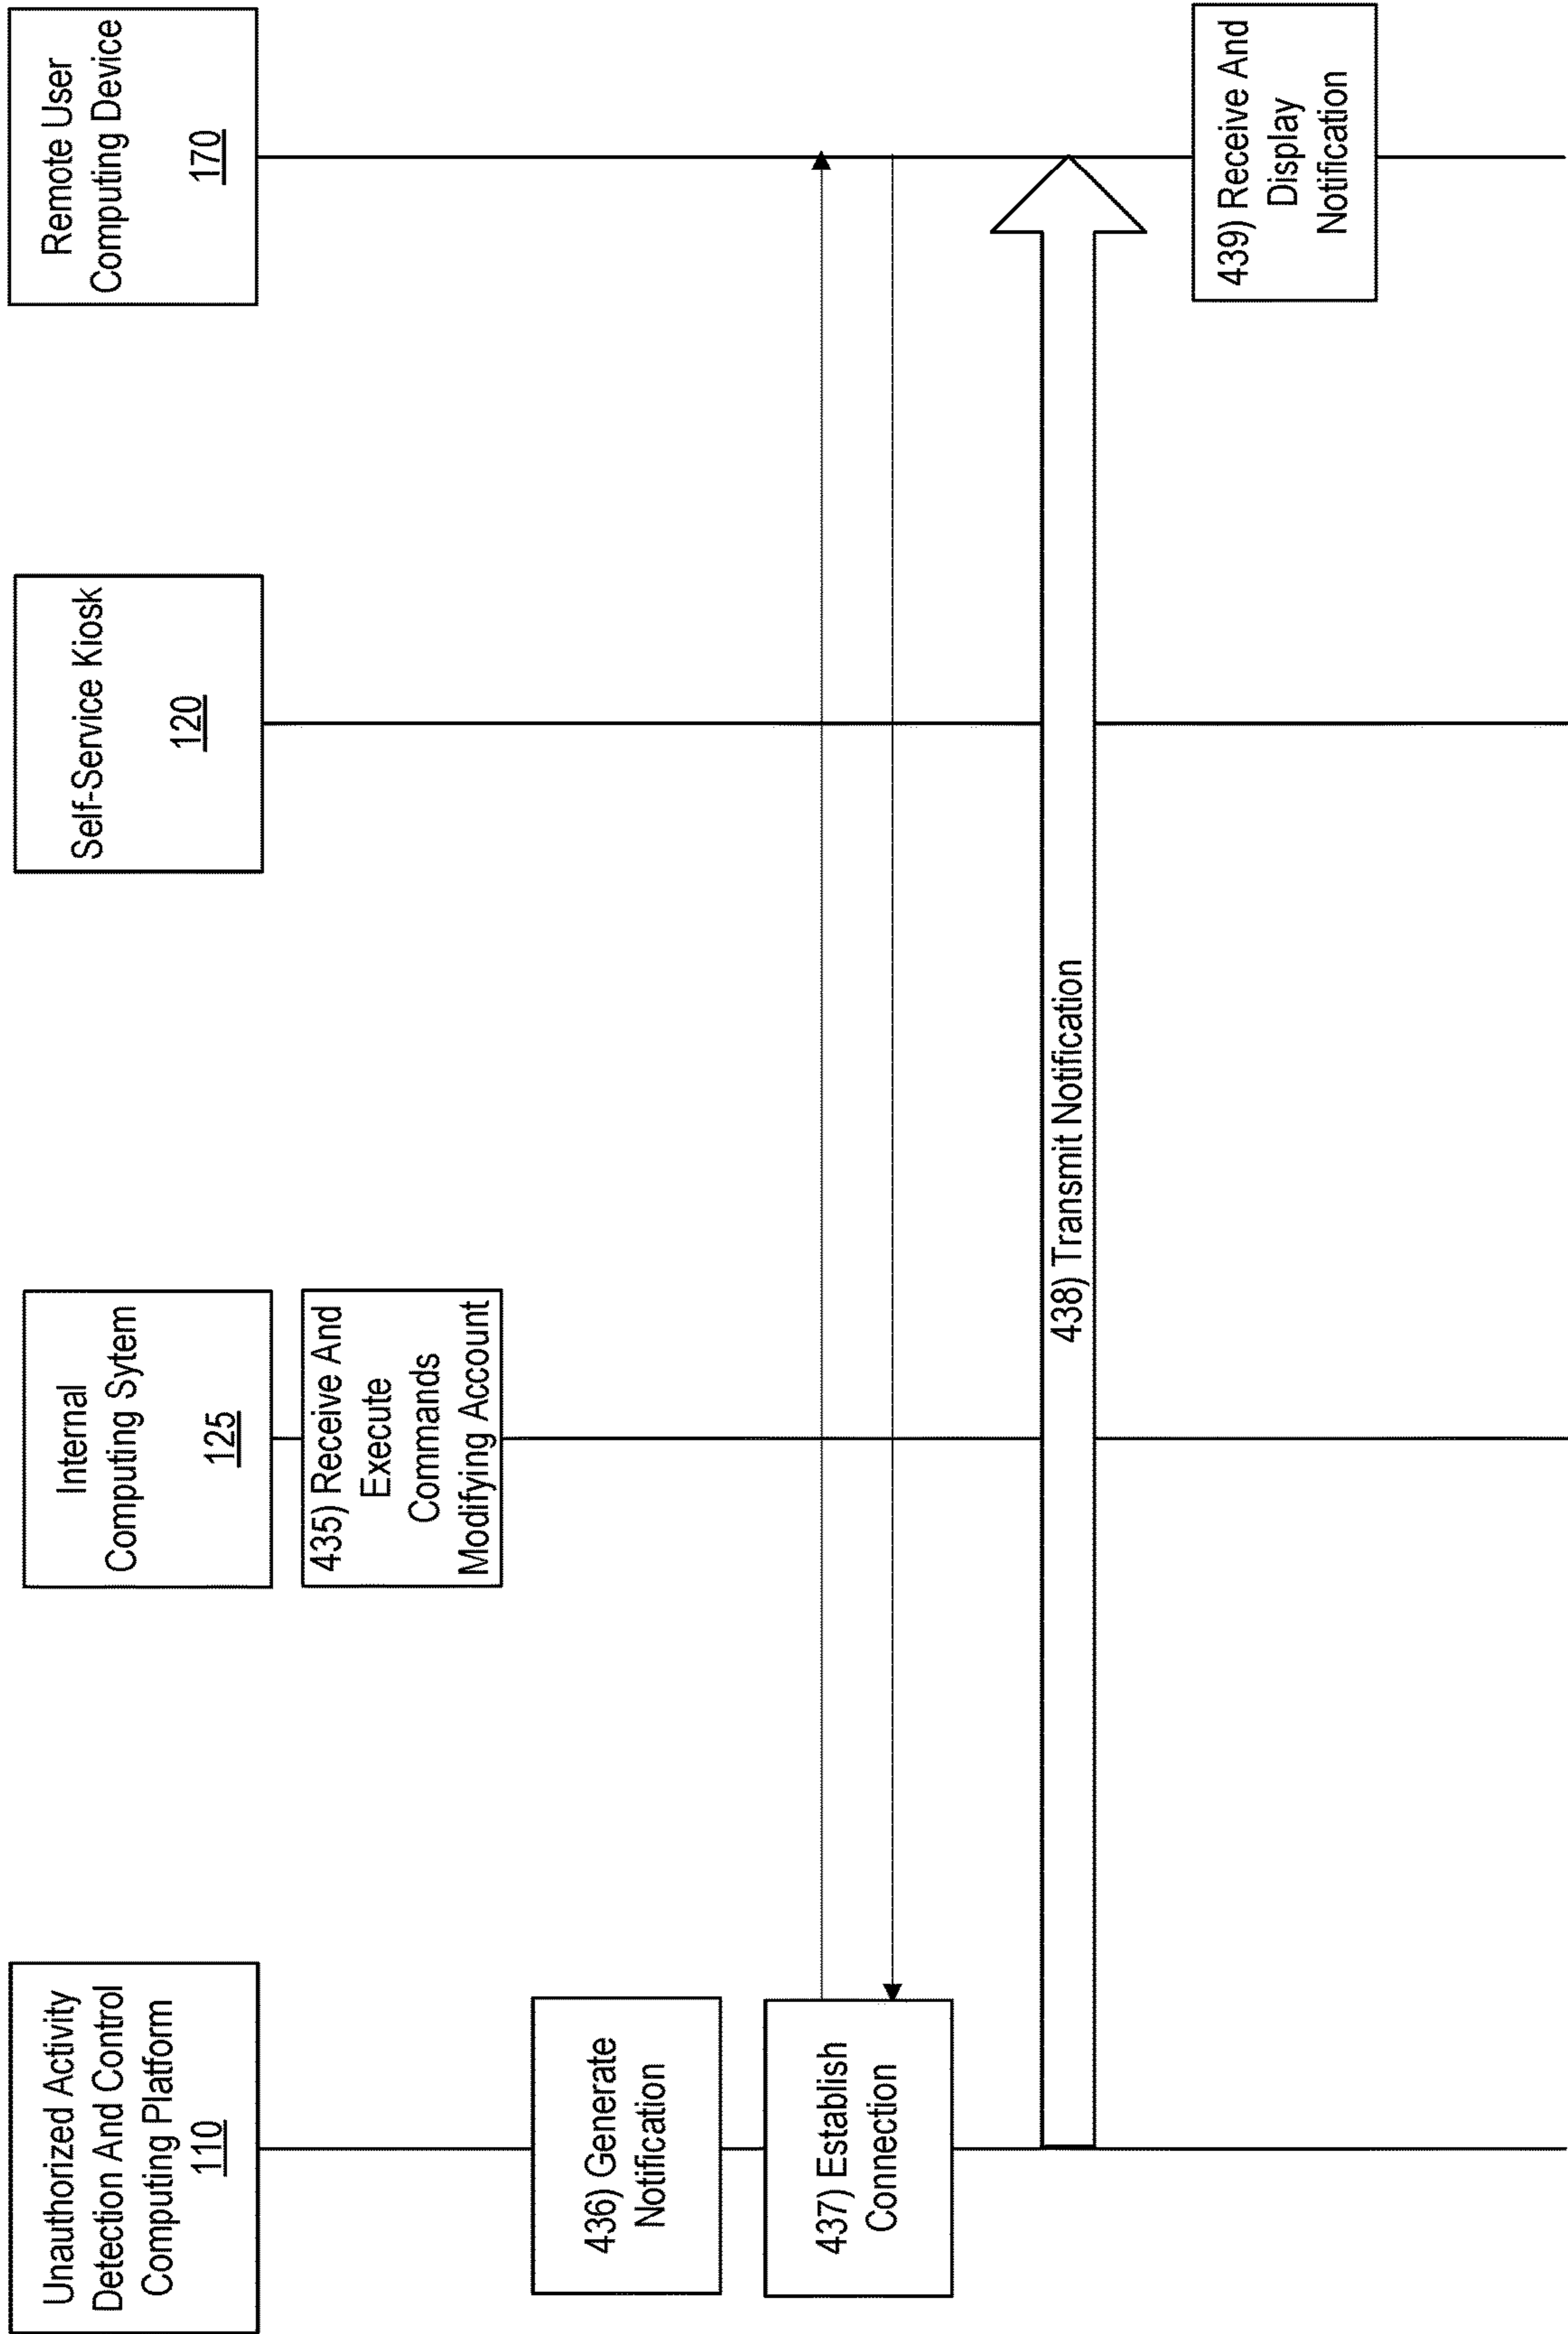 Unauthorized Activity
Detection And Control
Computing Platform
110
Internal
Computing Sytem
125
Self-Service Kiosk
120
Remote User
Computing Device
170
435) Receive And
Execute
Commands
Modifying Account
436) Generate
Notification
437) Establish
Connection
438) Transmit Notification
439) Receive And
Display
Notification